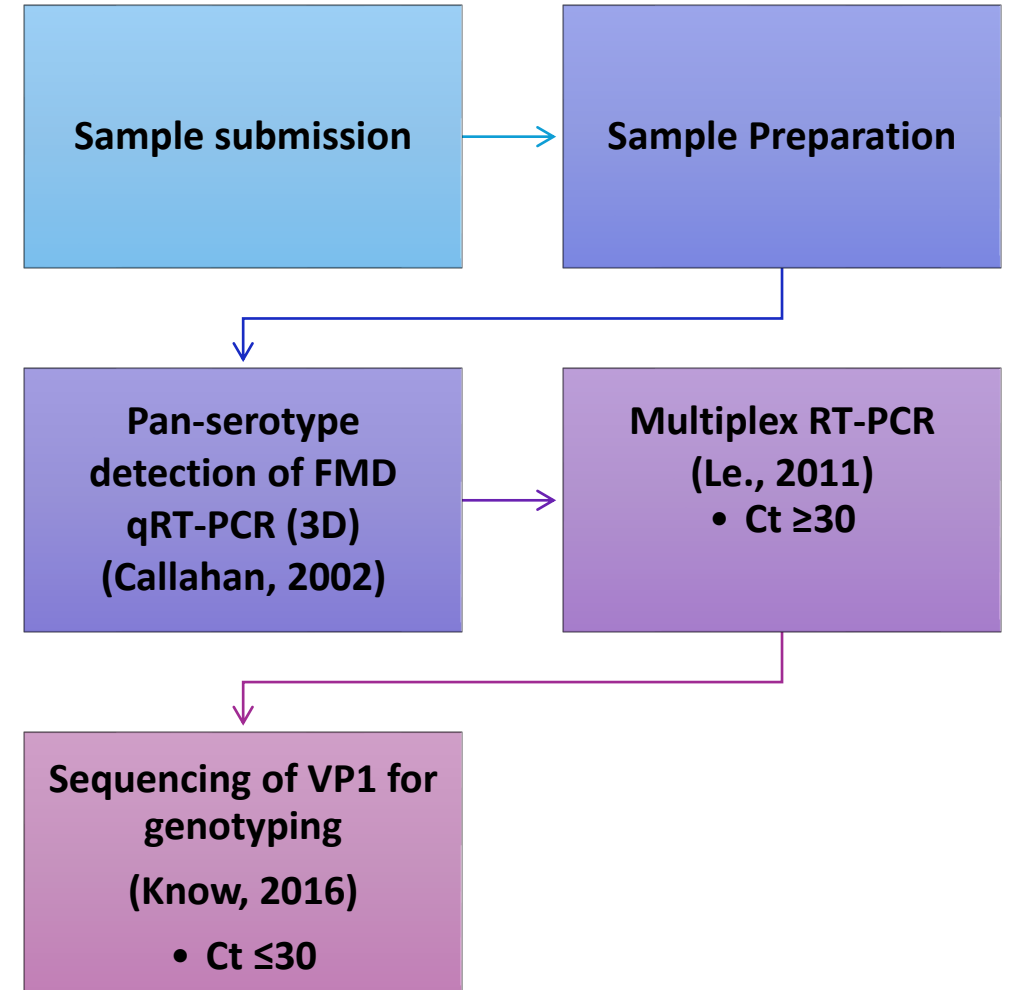 Sample submission
Sample Preparation
Pan-serotype
detection of FMD
qRT-PCR (3D)
(Callahan, 2002)
Multiplex RT-PCR
(Le., 2011)
• Ct ≥30
Sequencing of VP1 for
genotyping
(Know, 2016)
• Ct ≤30